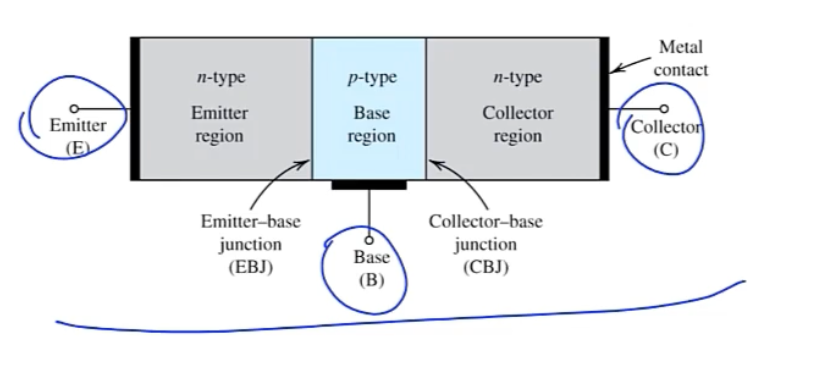 Metal
contact
n-type
Emitter
region
p-type
Base
region
n-type
Collector
region
Emitter
(E)
Collector
(C)
Emitter–base
junction
(EBJ)
Base
(B)
Collector–base
junction
(CBJ)